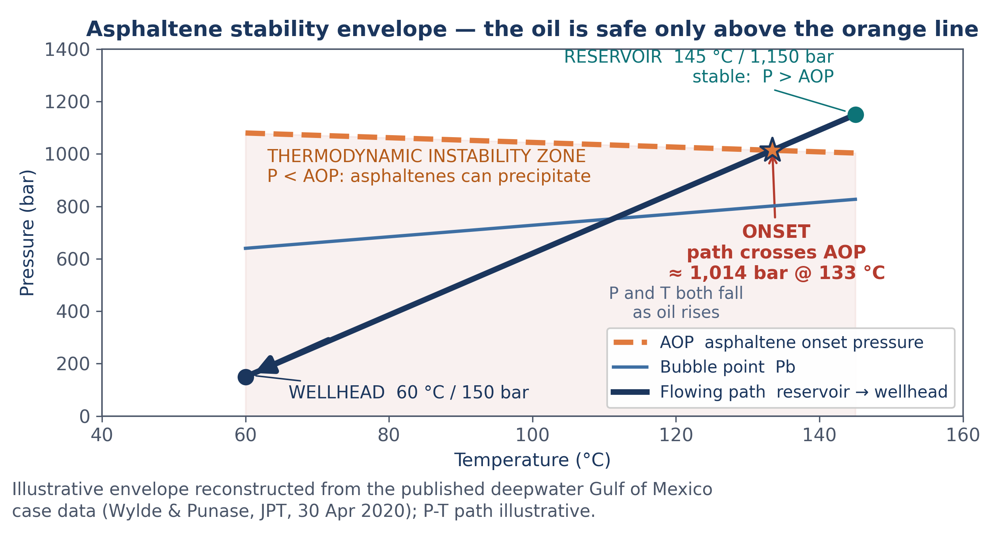 Asphaltene stability envelope — the oil is safe only above the orange line
RESERVOIR  145 °C / 1,150 bar
stable:  P > AOP
THERMODYNAMIC INSTABILITY ZONE
P < AOP: asphaltenes can precipitate
ONSET
path crosses AOP
≈ 1,014 bar @ 133 °C
P and T both fall
as oil rises
WELLHEAD  60 °C / 150 bar
AOP  asphaltene onset pressure
Bubble point  Pb
Flowing path  reservoir → wellhead
Pressure (bar)
1400
1200
1000
800
600
400
200
0
40
60
80
100
120
140
160
Temperature (°C)
Illustrative envelope reconstructed from the published deepwater Gulf of Mexico
case data (Wylde & Punase, JPT, 30 Apr 2020); P-T path illustrative.